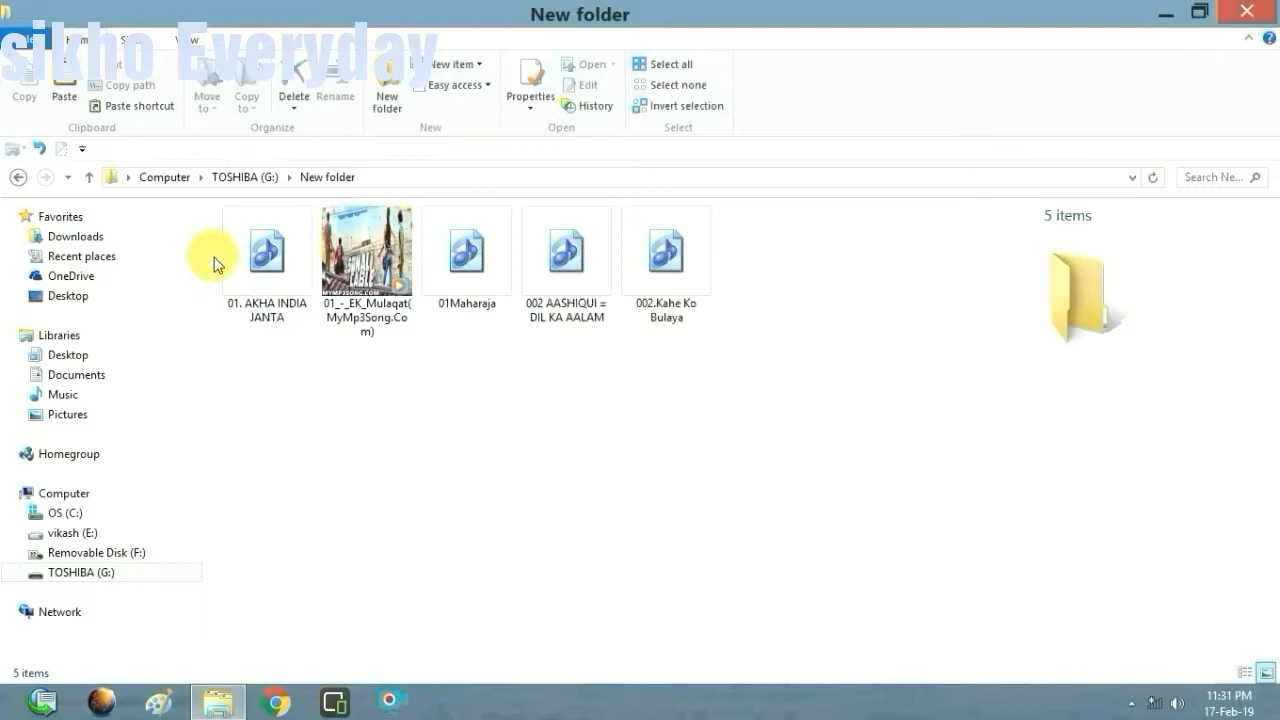 New folder
sikho Everyday
View
New item
Open
Select all
Copy path
Easy access
Edit
Select none
Copy
Paste
Paste shortcut
Move to
Copy to
Delete
Rename
New folder
Properties
History
Invert selection
Clipboard
Organize
New
Open
Select
Computer
TOSHIBA (G:)
New folder
Search Ne...
Favorites
Downloads
Recent places
OneDrive
Desktop
Libraries
Desktop
Documents
Music
Pictures
Homegroup
Computer
OS (C:)
vikash (E:)
Removable Disk (F:)
TOSHIBA (G:)
Network
01. AKHA INDIA
JANTA
THE
JUNGLE
MYMP3SONG.COM
01_-_EK_Mulaqat(
MyMp3Song.Co
m)
01Maharaja
002 AASHIQUI =
DIL KA AALAM
002.Kahe Ko
Bulaya
5 items
5 items
11:31 PM
17-Feb-19